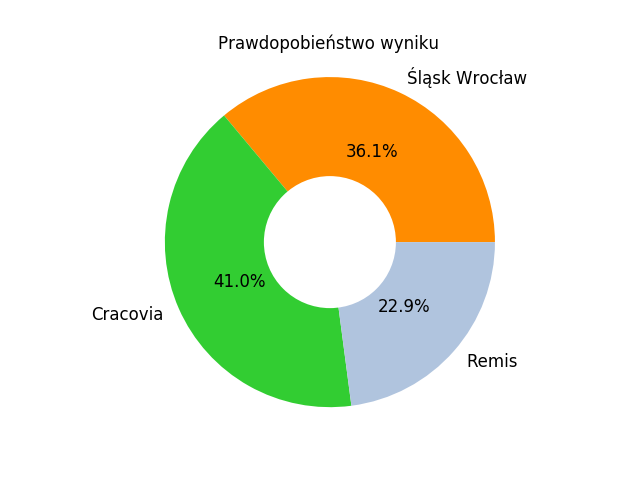 Prawdopobieństwo wyniku
Śląsk Wrocław
36.1%
41.0%
Cracovia
22.9%
Remis